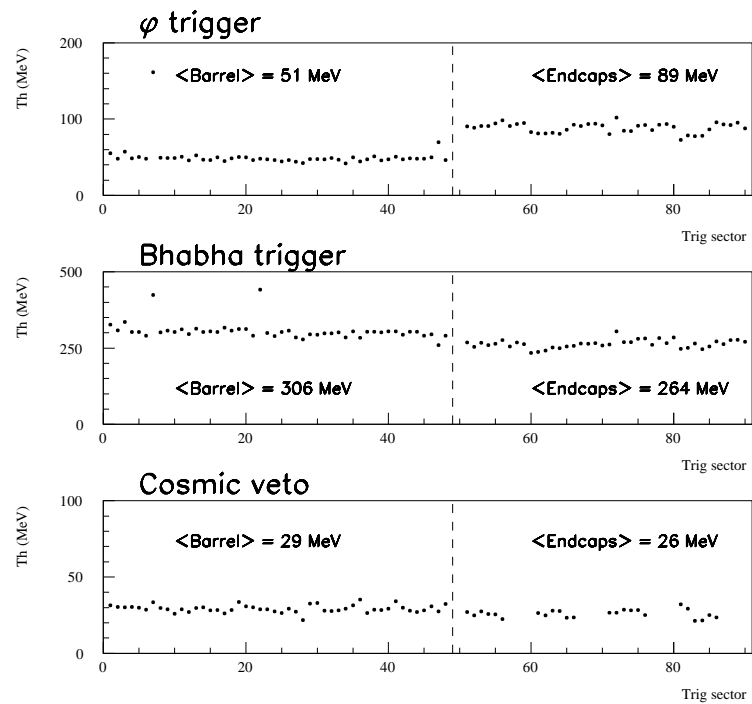 φ trigger
Th (MeV)
200
100
0
<Barrel> = 51 MeV
<Endcaps> = 89 MeV
0 20 40 60 80
Trig sector
Bhabha trigger
Th (MeV)
500
250
0
<Barrel> = 306 MeV
<Endcaps> = 264 MeV
0 20 40 60 80
Trig sector
Cosmic veto
Th (MeV)
100
50
0
<Barrel> = 29 MeV
<Endcaps> = 26 MeV
0 20 40 60 80
Trig sector